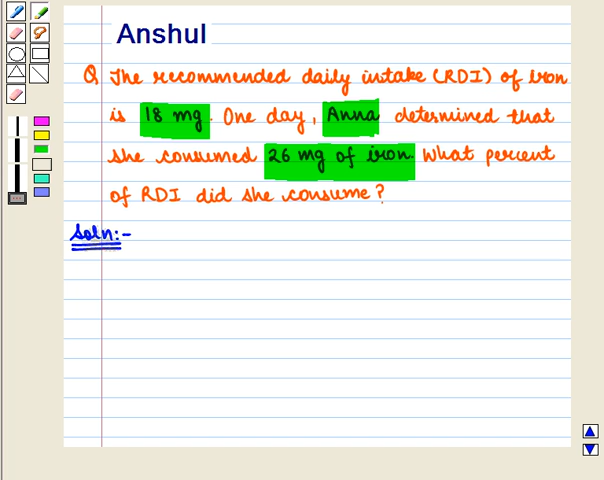 Anshul
Q. The recommended daily intake (RDI) of iron
is 18 mg. One day, Anna determined that
she consumed 26 mg of iron. What percent
of RDI did she consume?
Soln:-